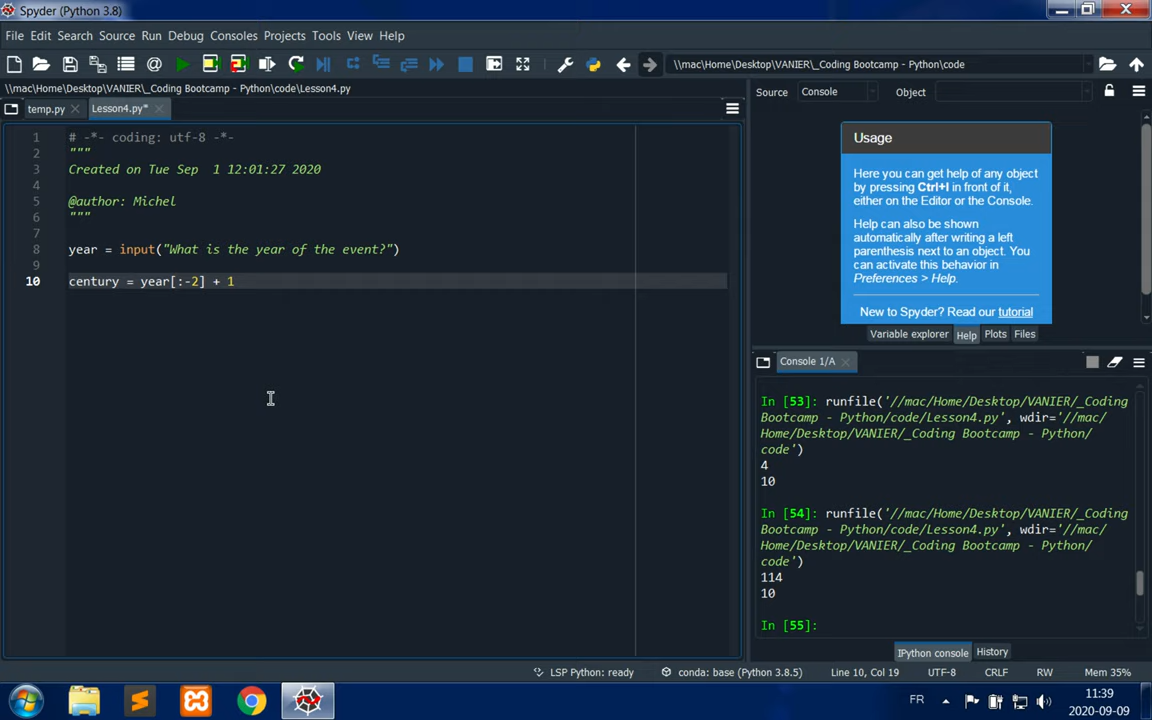 Spyder (Python 3.8)
File Edit Search Source Run Debug Consoles Projects Tools View Help
\\mac\Home\Desktop\VANIER\_Coding Bootcamp - Python\code
\\mac\Home\Desktop\VANIER\_Coding Bootcamp - Python\code\Lesson4.py
temp.py Lesson4.py*
1 # -*- coding: utf-8 -*-
2 """
3 Created on Tue Sep  1 12:01:27 2020
4
5 @author: Michel
6 """
7
8 year = input("What is the year of the event?")
9
10 century = year[:-2] + 1
Source Console Object
Usage
Here you can get help of any object
by pressing Ctrl+I in front of it,
either on the Editor or the Console.
Help can also be shown
automatically after writing a left
parenthesis next to an object. You
can activate this behavior in
Preferences > Help.
New to Spyder? Read our tutorial
Variable explorer Help Plots Files
Console 1/A
In [53]: runfile('//mac/Home/Desktop/VANIER/_Coding
Bootcamp - Python/code/Lesson4.py', wdir='//mac/
Home/Desktop/VANIER/_Coding Bootcamp - Python/
code')
4
10
In [54]: runfile('//mac/Home/Desktop/VANIER/_Coding
Bootcamp - Python/code/Lesson4.py', wdir='//mac/
Home/Desktop/VANIER/_Coding Bootcamp - Python/
code')
114
10
In [55]:
IPython console History
LSP Python: ready conda: base (Python 3.8.5) Line 10, Col 19 UTF-8 CRLF RW Mem 35%
FR 11:39
2020-09-09